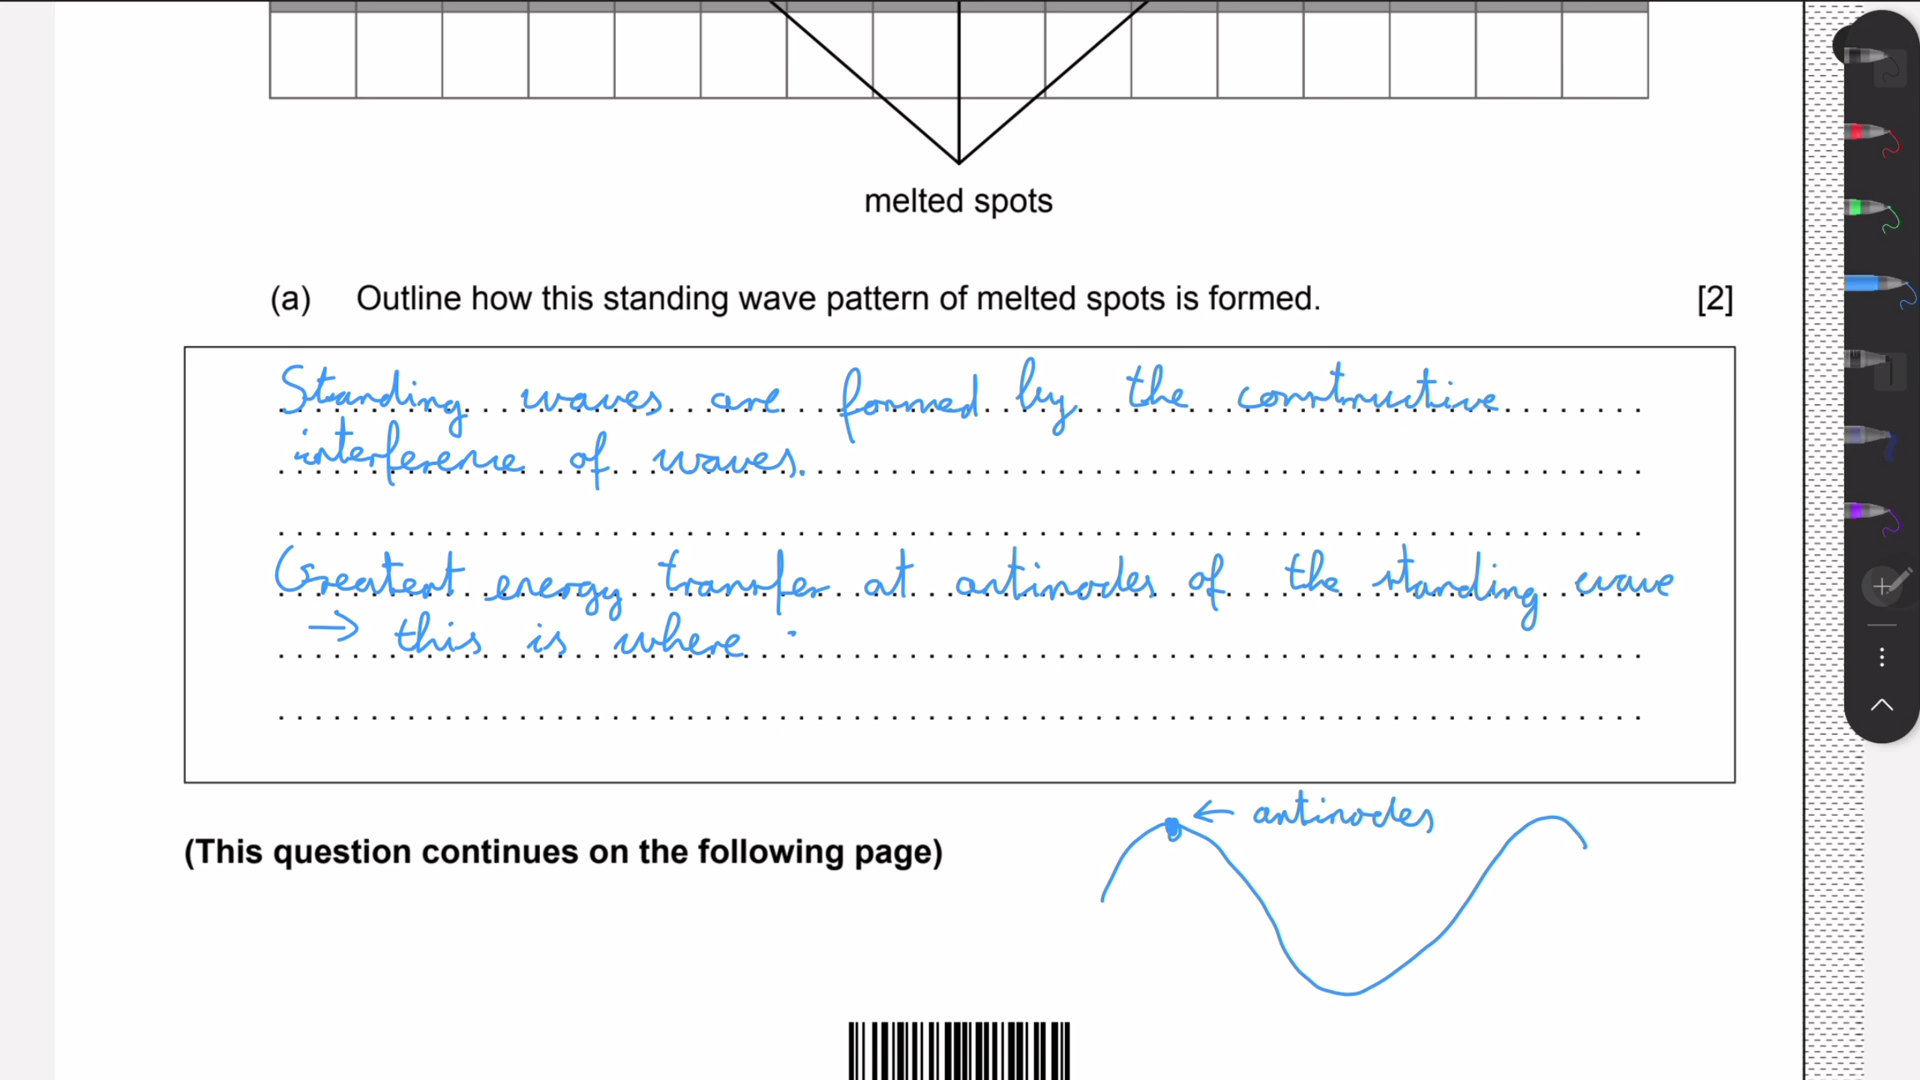 melted spots
(a) Outline how this standing wave pattern of melted spots is formed. [2]
Standing waves are formed by the constructive
interference of waves.
Greatest energy transfer at antinodes of the standing wave
→ this is where
← antinodes
(This question continues on the following page)